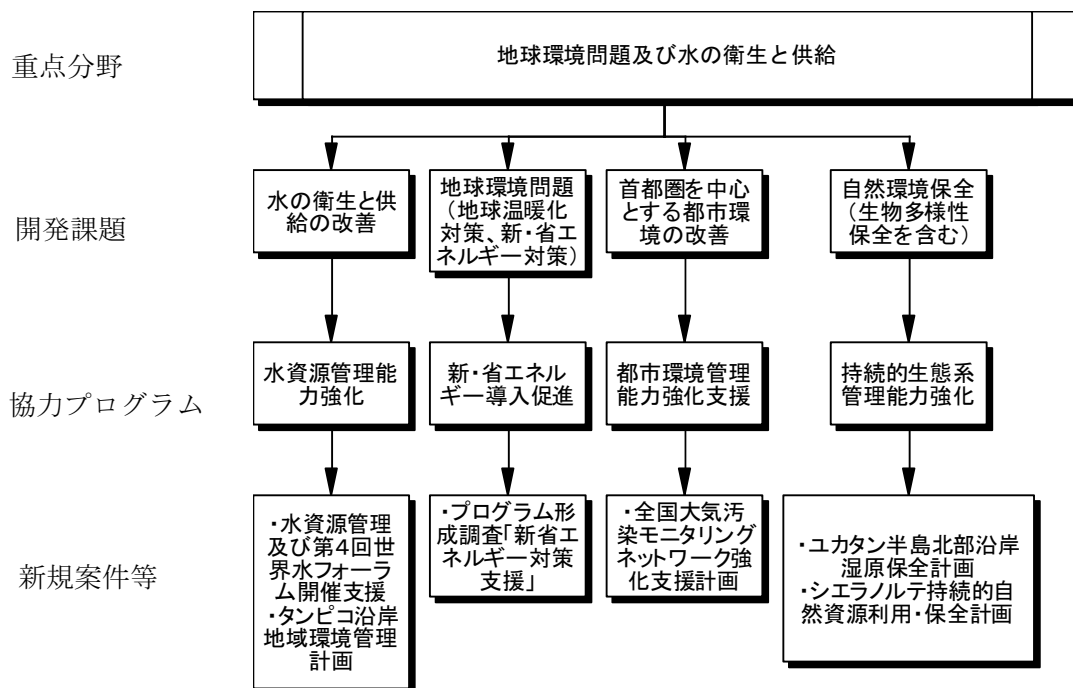 重点分野
地球環境問題及び水の衛生と供給
開発課題
水の衛生と供
給の改善
地球環境問題
(地球温暖化
対策、新・省エ
ネルギー対策)
首都圏を中心
とする都市環
境の改善
自然環境保全
(生物多様性
保全を含む)
協力プログラム
水資源管理能
力強化
新・省エネル
ギー導入促進
都市環境管理
能力強化支援
持続的生態系
管理能力強化
新規案件等
・水資源管理
及び第4回世
界水フォーラ
ム開催支援
・タンピコ沿岸
地域環境管理
計画
・プログラム形
成調査「新省エ
ネルギー対策
支援」
・全国大気汚
染モニタリング
ネットワーク強
化支援計画
・ユカタン半島北部沿岸
湿原保全計画
・シエラノルテ持続的自
然資源利用・保全計画